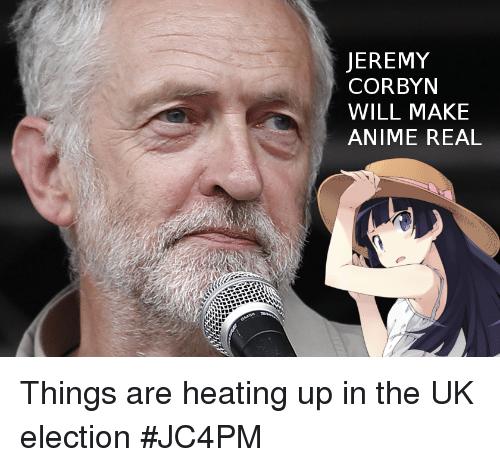 JEREMY
CORBYN
WILL MAKE
ANIME REAL
Things are heating up in the UK
election #JC4PM